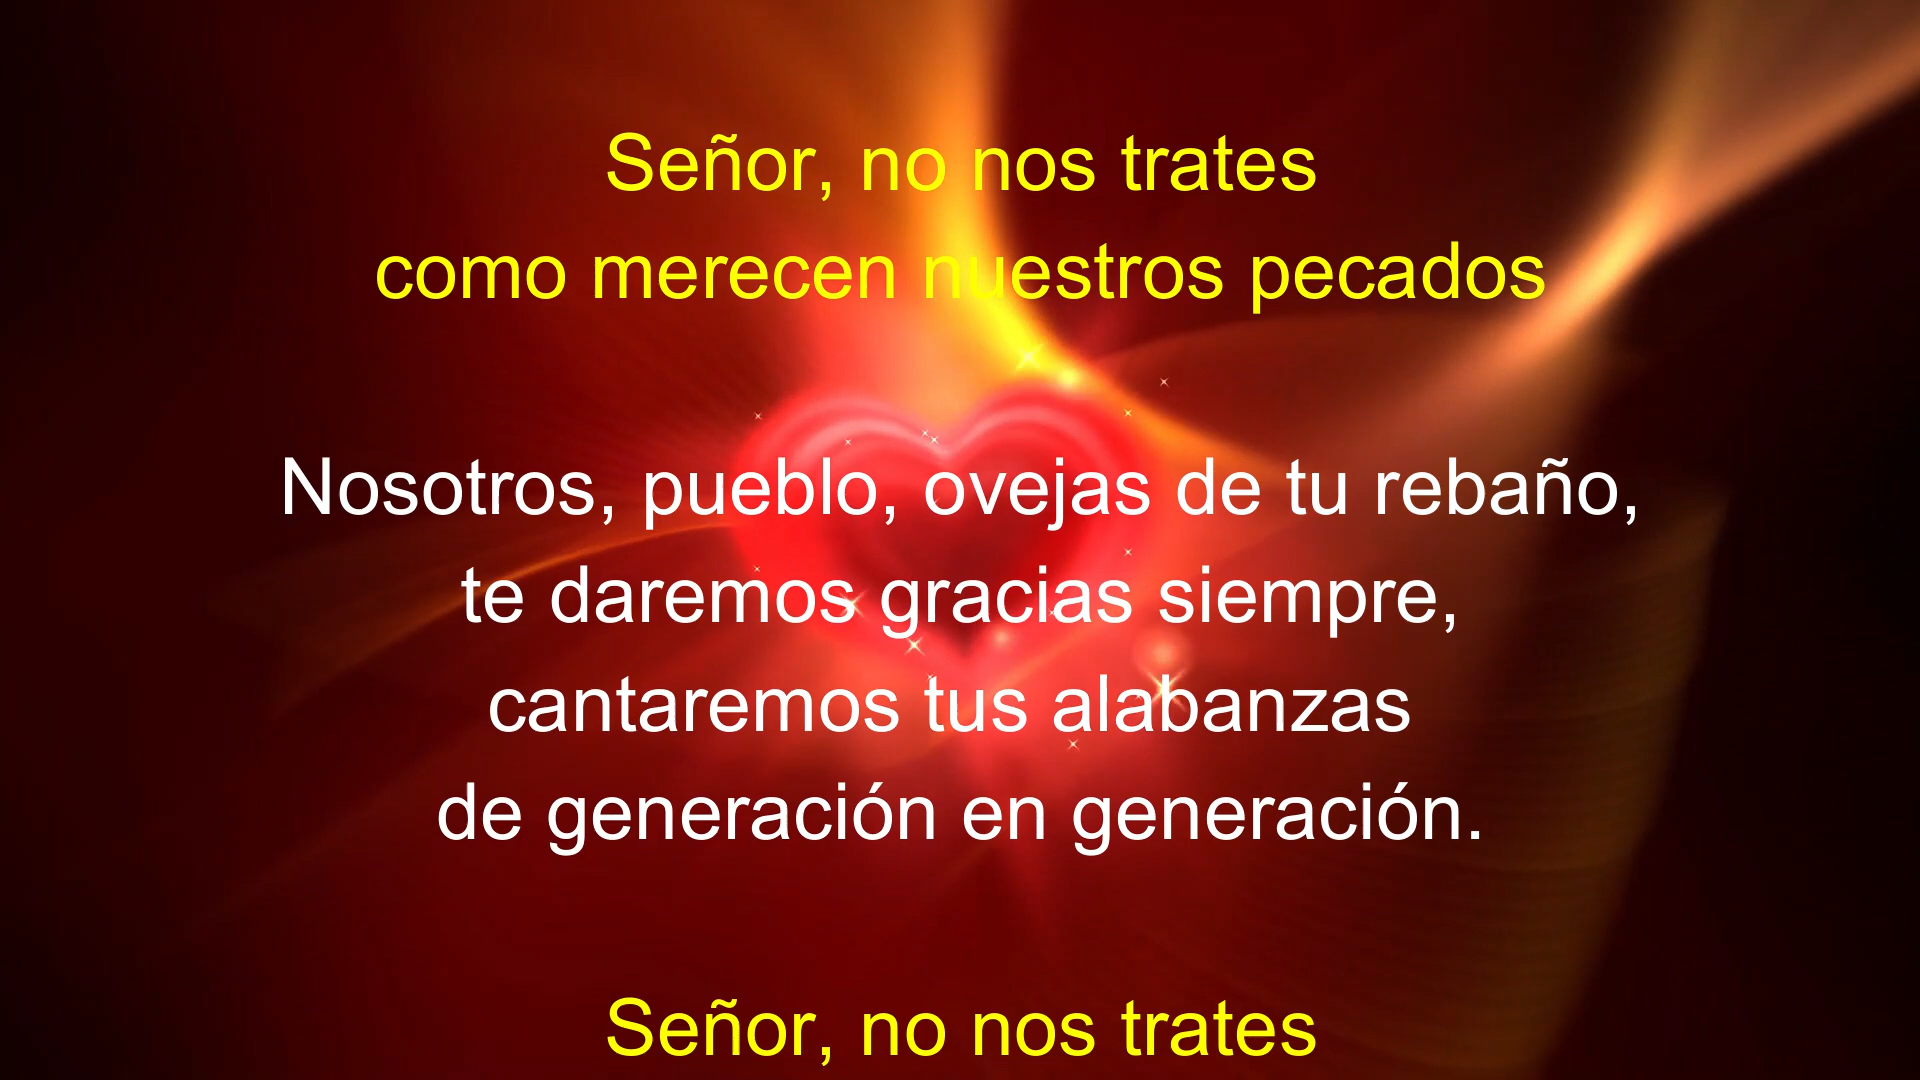 Señor, no nos trates
como merecen nuestros pecados
Nosotros, pueblo, ovejas de tu rebaño,
te daremos gracias siempre,
cantaremos tus alabanzas
de generación en generación.
Señor, no nos trates